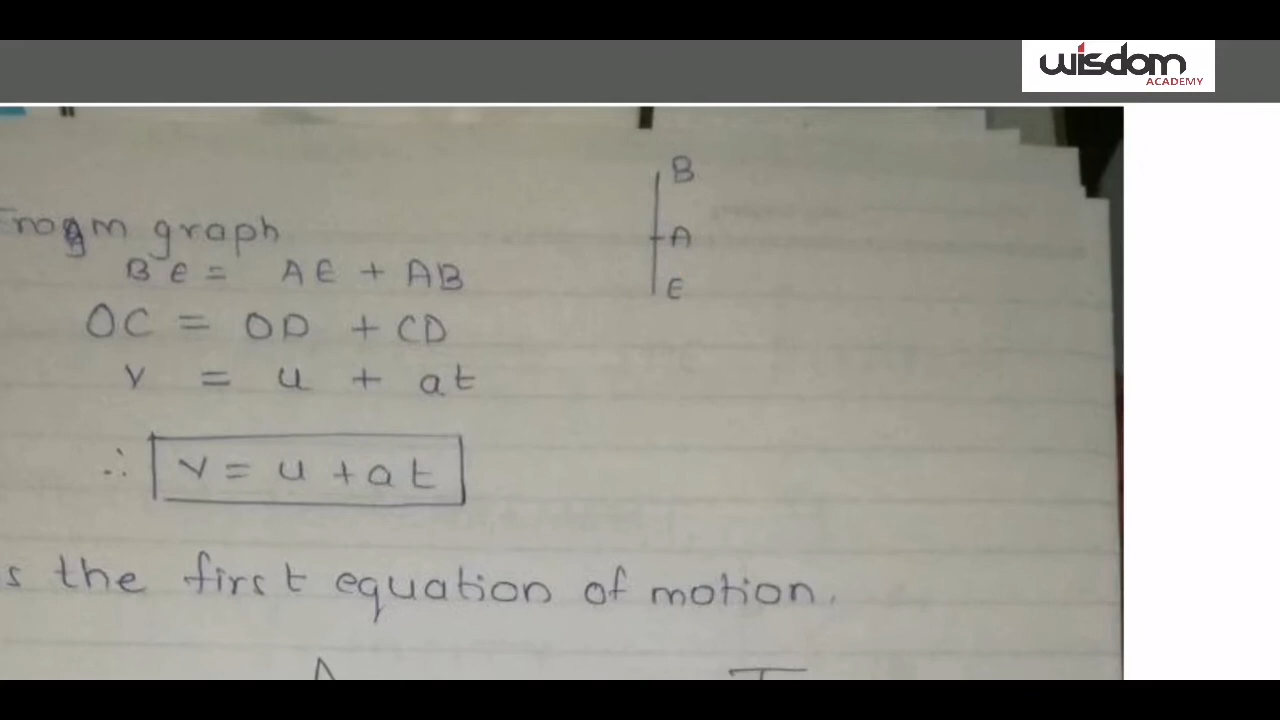 wisdom
ACADEMY
B
From graph
A
BE = AE + AB
E
OC = OD + CD
v = u + at
∴ v = u + at
s the first equation of motion.